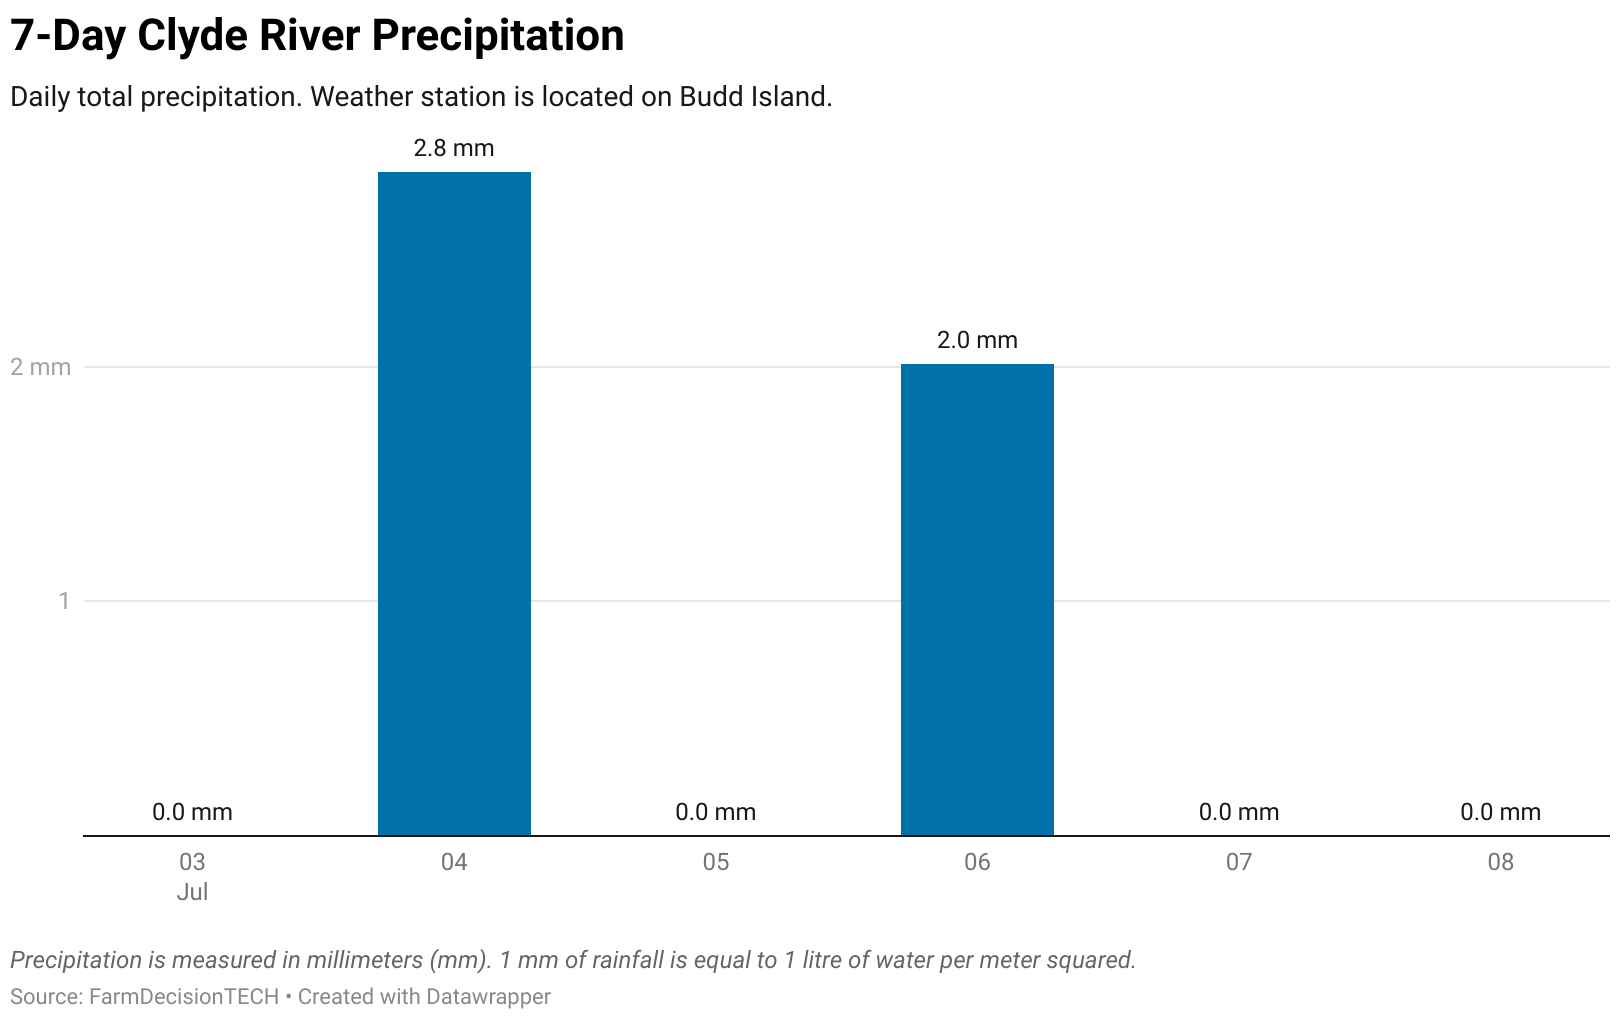 7-Day Clyde River Precipitation
Daily total precipitation. Weather station is located on Budd Island.
2.8 mm
2.0 mm
2 mm
1
0.0 mm
0.0 mm
0.0 mm
0.0 mm
03
04
05
06
07
08
Jul
Precipitation is measured in millimeters (mm). 1 mm of rainfall is equal to 1 litre of water per meter squared.
Source: FarmDecisionTECH • Created with Datawrapper